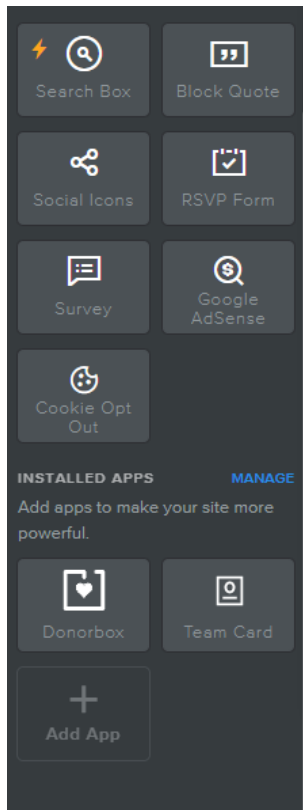 Search Box
Block Quote
Social Icons
RSVP Form
Survey
Google
AdSense
Cookie Opt
Out
INSTALLED APPS
MANAGE
Add apps to make your site more
powerful.
Donorbox
Team Card
Add App